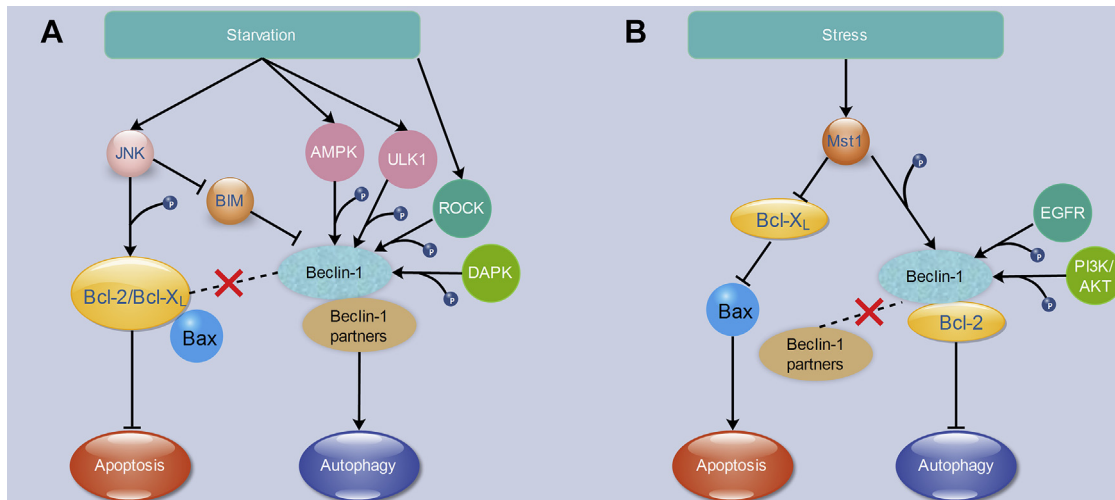 A
Starvation
JNK
BIM
AMPK
ULK1
ROCK
DAPK
P
P
P
P
P
Bcl-2/Bcl-XL
Bax
Beclin-1
Beclin-1
partners
Apoptosis
Autophagy
B
Stress
Mst1
P
Bcl-XL
EGFR
P
PI3K/
AKT
P
Beclin-1
Bax
Bcl-2
Beclin-1
partners
Apoptosis
Autophagy